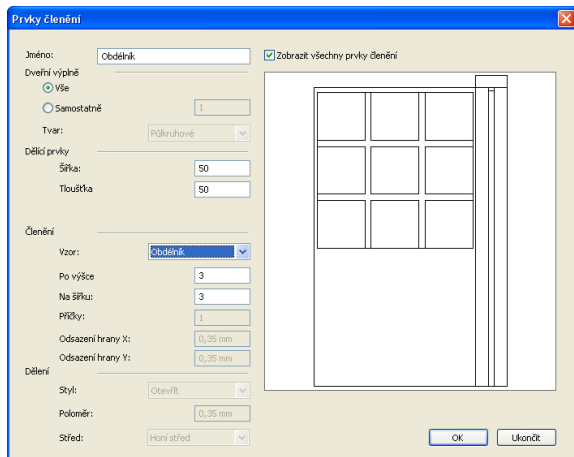 Prvky členění
Jméno: Obdélník
Zobrazit všechny prvky členění
Dveřní výplně
Vše
Samostatně 1
Tvar: Půlkruhové
Dělící prvky
Šířka: 50
Tloušťka 50
Členění
Vzor: Obdélník
Po výšce 3
Na šířku: 3
Příčky: 1
Odsazení hrany X: 0,35 mm
Odsazení hrany Y: 0,35 mm
Dělení
Styl: Otevřít
Poloměr: 0,35 mm
Střed: Honí střed
OK Ukončit